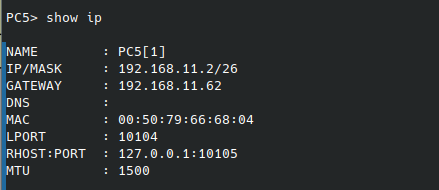 PC5> show ip
NAME        : PC5[1]
IP/MASK     : 192.168.11.2/26
GATEWAY     : 192.168.11.62
DNS         :
MAC         : 00:50:79:66:68:04
LPORT       : 10104
RHOST:PORT  : 127.0.0.1:10105
MTU         : 1500